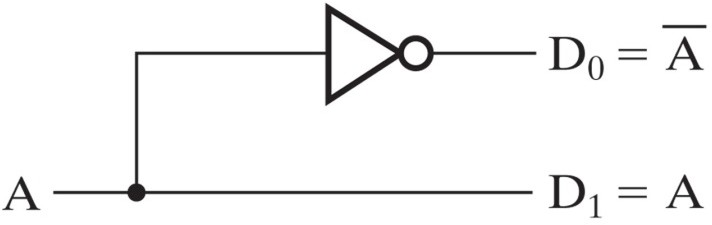 D₀ = A̅
A
D₁ = A